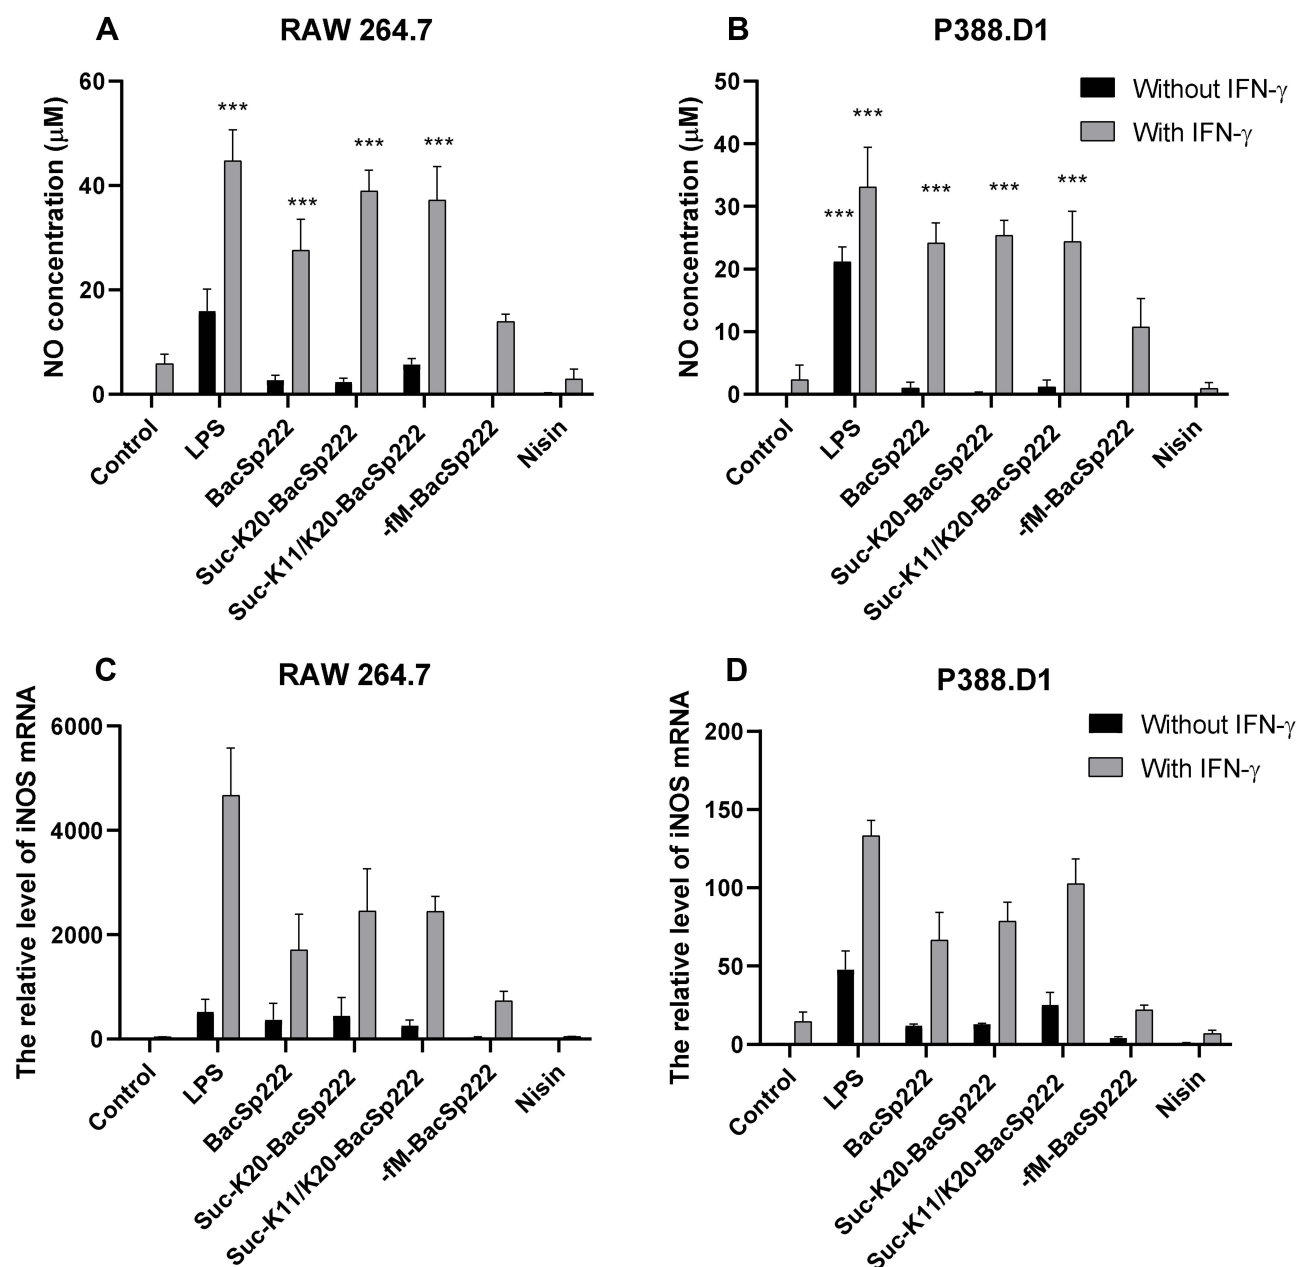 A
RAW 264.7
NO concentration (μM)
60
40
20
0
***
***
***
***
Control
LPS
BacSp222
Suc-K20-BacSp222
Suc-K11/K20-BacSp222
-fM-BacSp222
Nisin
B
P388.D1
NO concentration (μM)
50
40
30
20
10
0
***
***
***
***
***
Without IFN-γ
With IFN-γ
Control
LPS
BacSp222
Suc-K20-BacSp222
Suc-K11/K20-BacSp222
-fM-BacSp222
Nisin
C
RAW 264.7
The relative level of iNOS mRNA
6000
4000
2000
0
Control
LPS
BacSp222
Suc-K20-BacSp222
Suc-K11/K20-BacSp222
-fM-BacSp222
Nisin
D
P388.D1
The relative level of iNOS mRNA
200
150
100
50
0
Without IFN-γ
With IFN-γ
Control
LPS
BacSp222
Suc-K20-BacSp222
Suc-K11/K20-BacSp222
-fM-BacSp222
Nisin